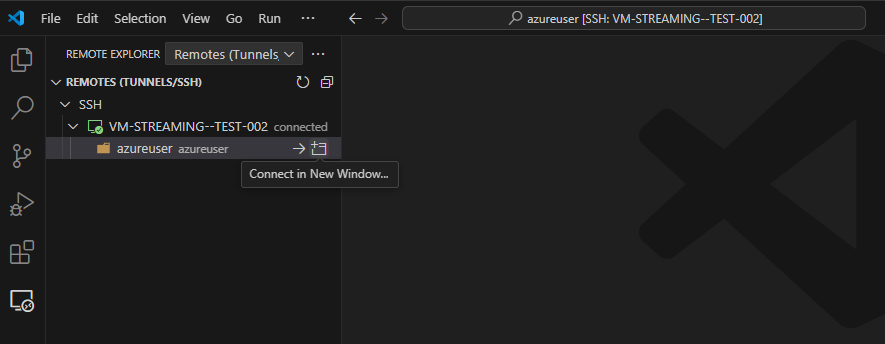 File Edit Selection View Go Run ··· azureuser [SSH: VM-STREAMING--TEST-002]
REMOTE EXPLORER Remotes (Tunnels, ···
REMOTES (TUNNELS/SSH)
SSH
VM-STREAMING--TEST-002 connected
azureuser azureuser
Connect in New Window...